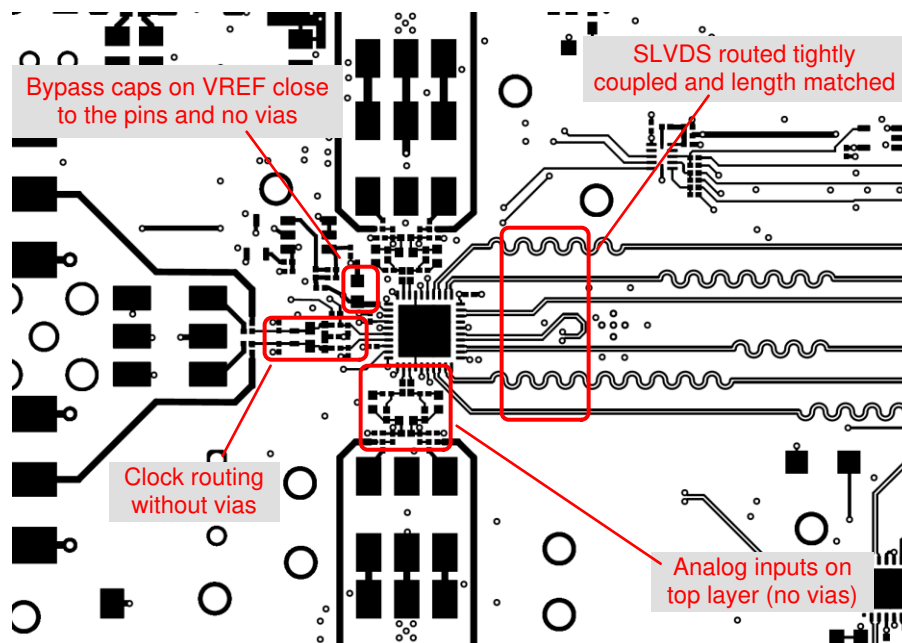 SLVDS routed tightly
coupled and length matched
Bypass caps on VREF close
to the pins and no vias
Clock routing
without vias
Analog inputs on
top layer (no vias)